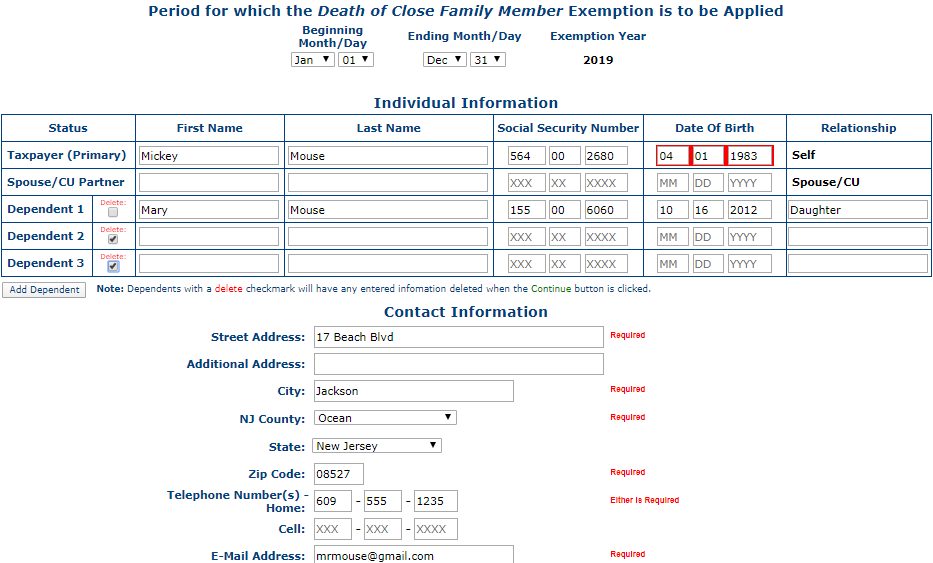 Period for which the Death of Close Family Member Exemption is to be Applied
Beginning Month/Day Ending Month/Day Exemption Year
Jan 01 Dec 31 2019
Individual Information
Status First Name Last Name Social Security Number Date Of Birth Relationship
Taxpayer (Primary) Mickey Mouse 564 00 2680 04 01 1983 Self
Spouse/CU Partner XXX XX XXXX MM DD YYYY Spouse/CU
Dependent 1 Delete: Mary Mouse 155 00 6060 10 16 2012 Daughter
Dependent 2 Delete: XXX XX XXXX MM DD YYYY
Dependent 3 Delete: XXX XX XXXX MM DD YYYY
Add Dependent Note: Dependents with a delete checkmark will have any entered infomation deleted when the Continue button is clicked.
Contact Information
Street Address: 17 Beach Blvd Required
Additional Address:
City: Jackson Required
NJ County: Ocean Required
State: New Jersey
Zip Code: 08527 Required
Telephone Number(s) - Home: 609 - 555 - 1235 Either is Required
Cell: XXX - XXX - XXXX
E-Mail Address: mrmouse@gmail.com Required